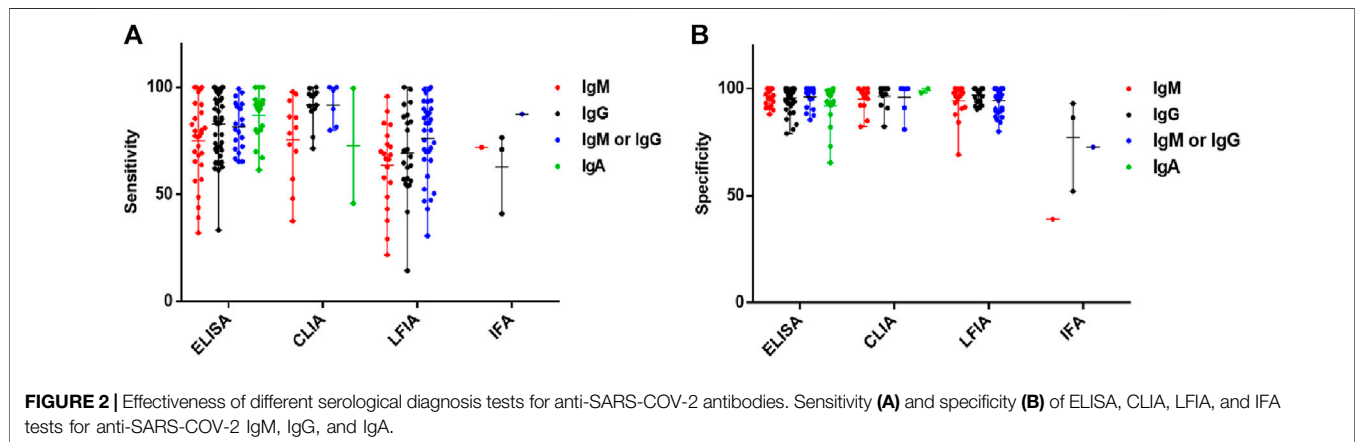 A
Sensitivity
100
50
0
ELISA
CLIA
LFIA
IFA
IgM
IgG
IgM or IgG
IgA
B
Specificity
100
50
0
ELISA
CLIA
LFIA
IFA
IgM
IgG
IgM or IgG
IgA
FIGURE 2 | Effectiveness of different serological diagnosis tests for anti-SARS-COV-2 antibodies. Sensitivity (A) and specificity (B) of ELISA, CLIA, LFIA, and IFA
tests for anti-SARS-COV-2 IgM, IgG, and IgA.